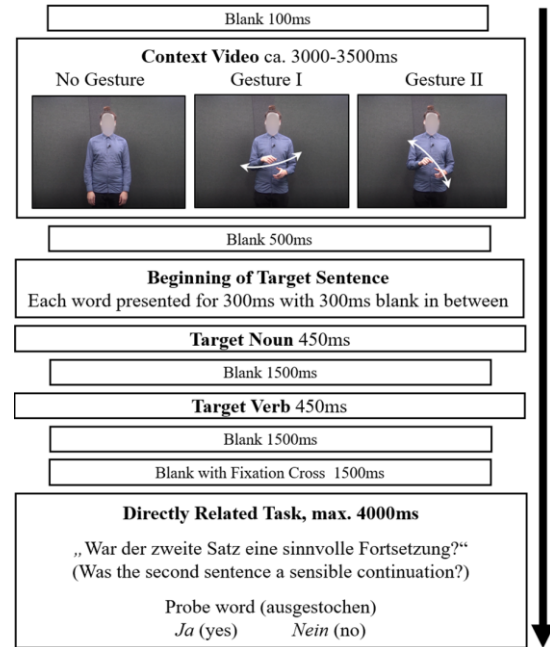 Blank 100ms
Context Video ca. 3000-3500ms
No Gesture Gesture I Gesture II
Blank 500ms
Beginning of Target Sentence
Each word presented for 300ms with 300ms blank in between
Target Noun 450ms
Blank 1500ms
Target Verb 450ms
Blank 1500ms
Blank with Fixation Cross 1500ms
Directly Related Task, max. 4000ms
„War der zweite Satz eine sinnvolle Fortsetzung?“
(Was the second sentence a sensible continuation?)
Probe word (ausgestochen)
Ja (yes) Nein (no)